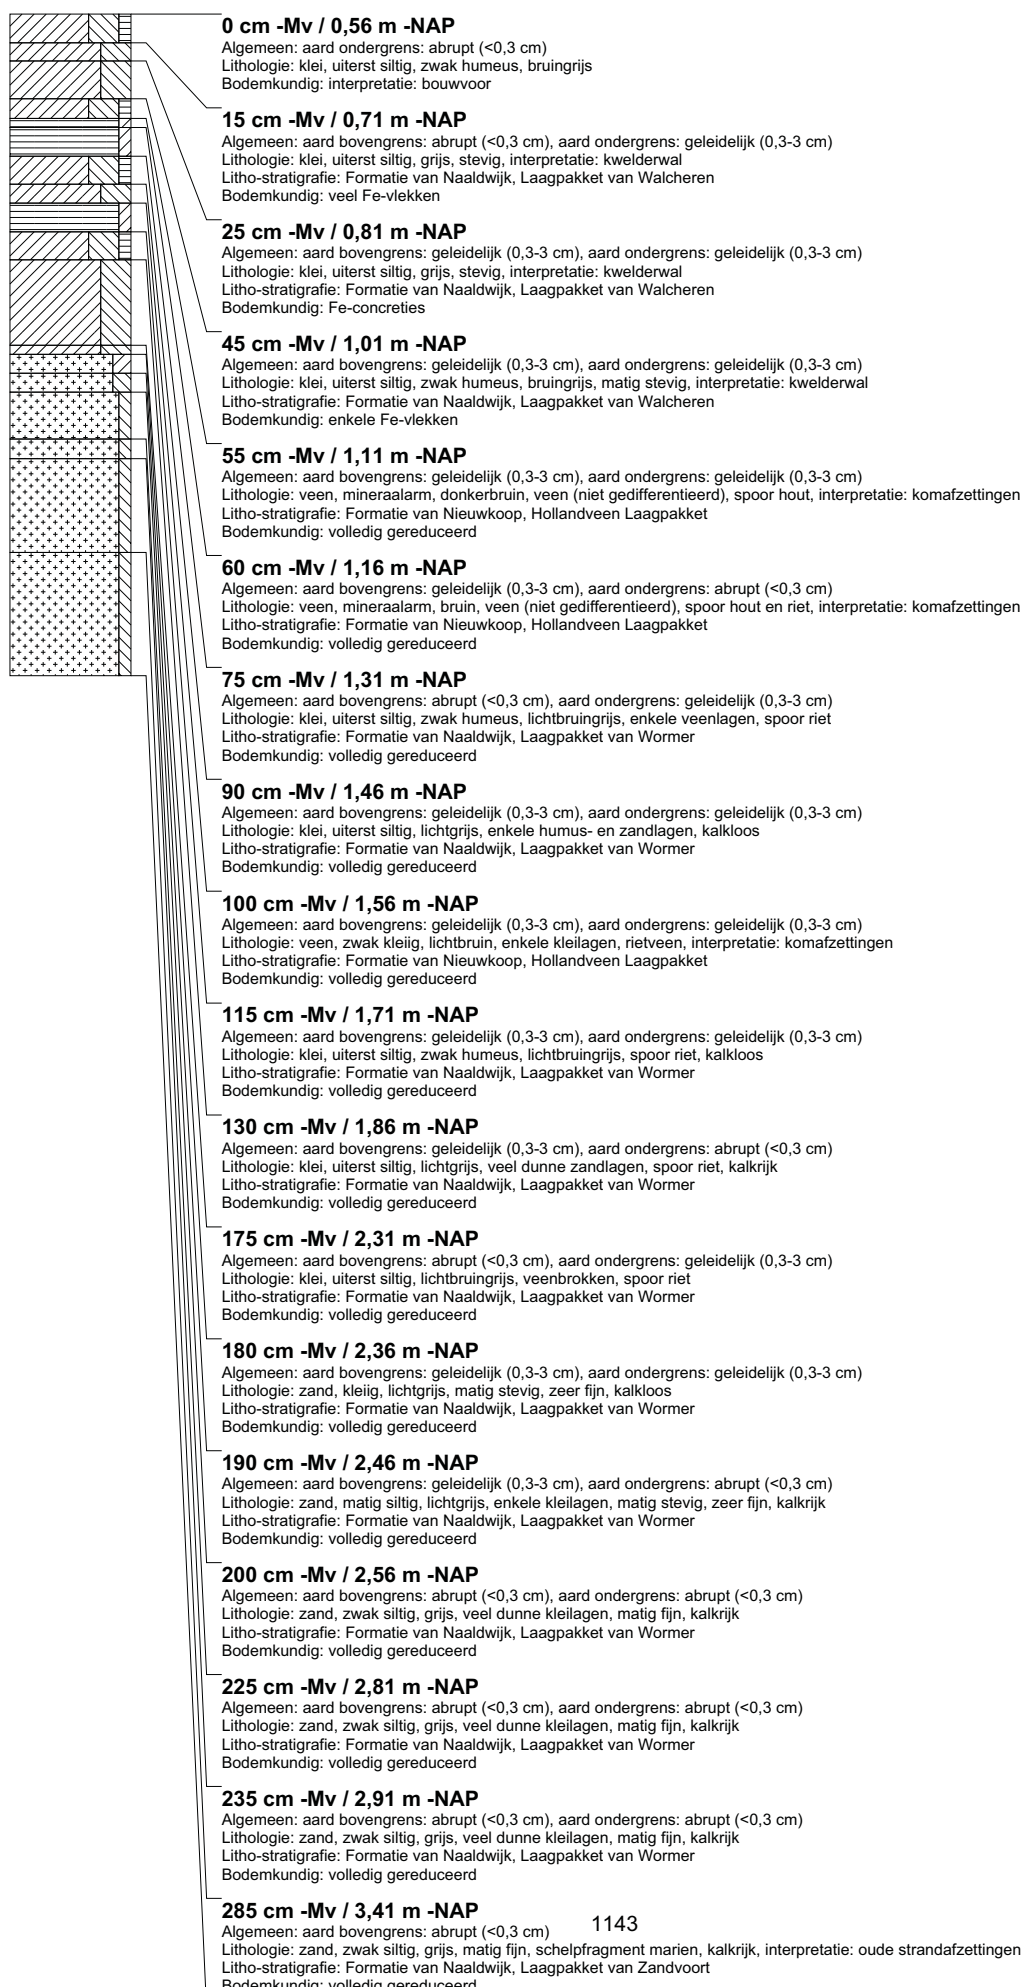 0 cm -Mv / 0,56 m -NAP
Algemeen: aard ondergrens: abrupt (<0,3 cm)
Lithologie: klei, uiterst siltig, zwak humeus, bruingrijs
Bodemkundig: interpretatie: bouwvoor
15 cm -Mv / 0,71 m -NAP
Algemeen: aard bovengrens: abrupt (<0,3 cm), aard ondergrens: geleidelijk (0,3-3 cm)
Lithologie: klei, uiterst siltig, grijs, stevig, interpretatie: kwelderwal
Litho-stratigrafie: Formatie van Naaldwijk, Laagpakket van Walcheren
Bodemkundig: veel Fe-vlekken
25 cm -Mv / 0,81 m -NAP
Algemeen: aard bovengrens: geleidelijk (0,3-3 cm), aard ondergrens: geleidelijk (0,3-3 cm)
Lithologie: klei, uiterst siltig, grijs, stevig, interpretatie: kwelderwal
Litho-stratigrafie: Formatie van Naaldwijk, Laagpakket van Walcheren
Bodemkundig: Fe-concreties
45 cm -Mv / 1,01 m -NAP
Algemeen: aard bovengrens: geleidelijk (0,3-3 cm), aard ondergrens: geleidelijk (0,3-3 cm)
Lithologie: klei, uiterst siltig, zwak humeus, bruingrijs, matig stevig, interpretatie: kwelderwal
Litho-stratigrafie: Formatie van Naaldwijk, Laagpakket van Walcheren
Bodemkundig: enkele Fe-vlekken
55 cm -Mv / 1,11 m -NAP
Algemeen: aard bovengrens: geleidelijk (0,3-3 cm), aard ondergrens: geleidelijk (0,3-3 cm)
Lithologie: veen, mineraalarm, donkerbruin, veen (niet gedifferentieerd), spoor hout, interpretatie: komafzettingen
Litho-stratigrafie: Formatie van Nieuwkoop, Hollandveen Laagpakket
Bodemkundig: volledig gereduceerd
60 cm -Mv / 1,16 m -NAP
Algemeen: aard bovengrens: geleidelijk (0,3-3 cm), aard ondergrens: abrupt (<0,3 cm)
Lithologie: veen, mineraalarm, bruin, veen (niet gedifferentieerd), spoor hout en riet, interpretatie: komafzettingen
Litho-stratigrafie: Formatie van Nieuwkoop, Hollandveen Laagpakket
Bodemkundig: volledig gereduceerd
75 cm -Mv / 1,31 m -NAP
Algemeen: aard bovengrens: abrupt (<0,3 cm), aard ondergrens: geleidelijk (0,3-3 cm)
Lithologie: klei, uiterst siltig, zwak humeus, lichtbruingrijs, enkele veenlagen, spoor riet
Litho-stratigrafie: Formatie van Naaldwijk, Laagpakket van Wormer
Bodemkundig: volledig gereduceerd
90 cm -Mv / 1,46 m -NAP
Algemeen: aard bovengrens: geleidelijk (0,3-3 cm), aard ondergrens: geleidelijk (0,3-3 cm)
Lithologie: klei, uiterst siltig, lichtgrijs, enkele humus- en zandlagen, kalkloos
Litho-stratigrafie: Formatie van Naaldwijk, Laagpakket van Wormer
Bodemkundig: volledig gereduceerd
100 cm -Mv / 1,56 m -NAP
Algemeen: aard bovengrens: geleidelijk (0,3-3 cm), aard ondergrens: geleidelijk (0,3-3 cm)
Lithologie: veen, zwak kleiig, lichtbruin, enkele kleilagen, rietveen, interpretatie: komafzettingen
Litho-stratigrafie: Formatie van Nieuwkoop, Hollandveen Laagpakket
Bodemkundig: volledig gereduceerd
115 cm -Mv / 1,71 m -NAP
Algemeen: aard bovengrens: geleidelijk (0,3-3 cm), aard ondergrens: geleidelijk (0,3-3 cm)
Lithologie: klei, uiterst siltig, zwak humeus, lichtbruingrijs, spoor riet, kalkloos
Litho-stratigrafie: Formatie van Naaldwijk, Laagpakket van Wormer
Bodemkundig: volledig gereduceerd
130 cm -Mv / 1,86 m -NAP
Algemeen: aard bovengrens: geleidelijk (0,3-3 cm), aard ondergrens: abrupt (<0,3 cm)
Lithologie: klei, uiterst siltig, lichtgrijs, veel dunne zandlagen, spoor riet, kalkrijk
Litho-stratigrafie: Formatie van Naaldwijk, Laagpakket van Wormer
Bodemkundig: volledig gereduceerd
175 cm -Mv / 2,31 m -NAP
Algemeen: aard bovengrens: abrupt (<0,3 cm), aard ondergrens: geleidelijk (0,3-3 cm)
Lithologie: klei, uiterst siltig, lichtbruingrijs, veenbrokken, spoor riet
Litho-stratigrafie: Formatie van Naaldwijk, Laagpakket van Wormer
Bodemkundig: volledig gereduceerd
180 cm -Mv / 2,36 m -NAP
Algemeen: aard bovengrens: geleidelijk (0,3-3 cm), aard ondergrens: geleidelijk (0,3-3 cm)
Lithologie: zand, kleiig, lichtgrijs, matig stevig, zeer fijn, kalkloos
Litho-stratigrafie: Formatie van Naaldwijk, Laagpakket van Wormer
Bodemkundig: volledig gereduceerd
190 cm -Mv / 2,46 m -NAP
Algemeen: aard bovengrens: geleidelijk (0,3-3 cm), aard ondergrens: abrupt (<0,3 cm)
Lithologie: zand, matig siltig, lichtgrijs, enkele kleilagen, matig stevig, zeer fijn, kalkrijk
Litho-stratigrafie: Formatie van Naaldwijk, Laagpakket van Wormer
Bodemkundig: volledig gereduceerd
200 cm -Mv / 2,56 m -NAP
Algemeen: aard bovengrens: abrupt (<0,3 cm), aard ondergrens: abrupt (<0,3 cm)
Lithologie: zand, zwak siltig, grijs, veel dunne kleilagen, matig fijn, kalkrijk
Litho-stratigrafie: Formatie van Naaldwijk, Laagpakket van Wormer
Bodemkundig: volledig gereduceerd
225 cm -Mv / 2,81 m -NAP
Algemeen: aard bovengrens: abrupt (<0,3 cm), aard ondergrens: abrupt (<0,3 cm)
Lithologie: zand, zwak siltig, grijs, veel dunne kleilagen, matig fijn, kalkrijk
Litho-stratigrafie: Formatie van Naaldwijk, Laagpakket van Wormer
Bodemkundig: volledig gereduceerd
235 cm -Mv / 2,91 m -NAP
Algemeen: aard bovengrens: abrupt (<0,3 cm), aard ondergrens: abrupt (<0,3 cm)
Lithologie: zand, zwak siltig, grijs, veel dunne kleilagen, matig fijn, kalkrijk
Litho-stratigrafie: Formatie van Naaldwijk, Laagpakket van Wormer
Bodemkundig: volledig gereduceerd
285 cm -Mv / 3,41 m -NAP
1143
Algemeen: aard bovengrens: abrupt (<0,3 cm)
Lithologie: zand, zwak siltig, grijs, matig fijn, schelpfragment marien, kalkrijk, interpretatie: oude strandafzettingen
Litho-stratigrafie: Formatie van Naaldwijk, Laagpakket van Zandvoort
Bodemkundig: volledig gereduceerd